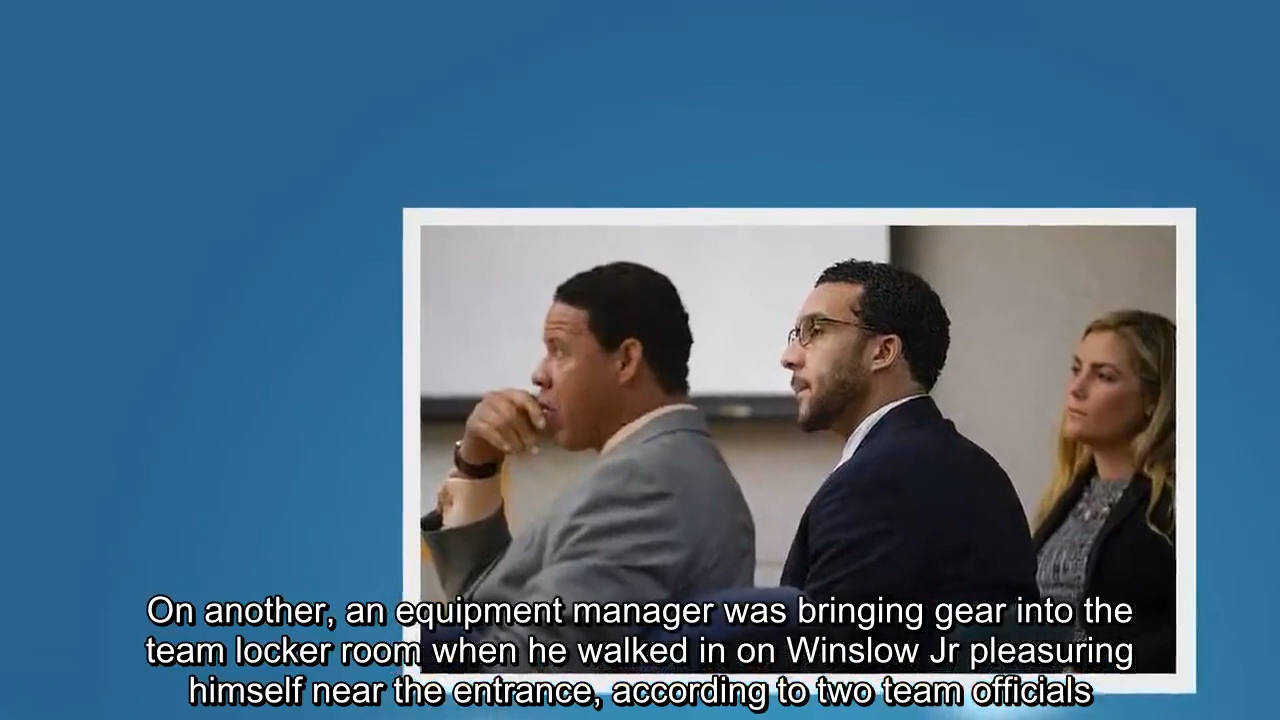 On another, an equipment manager was bringing gear into the
team locker room when he walked in on Winslow Jr pleasuring
himself near the entrance, according to two team officials